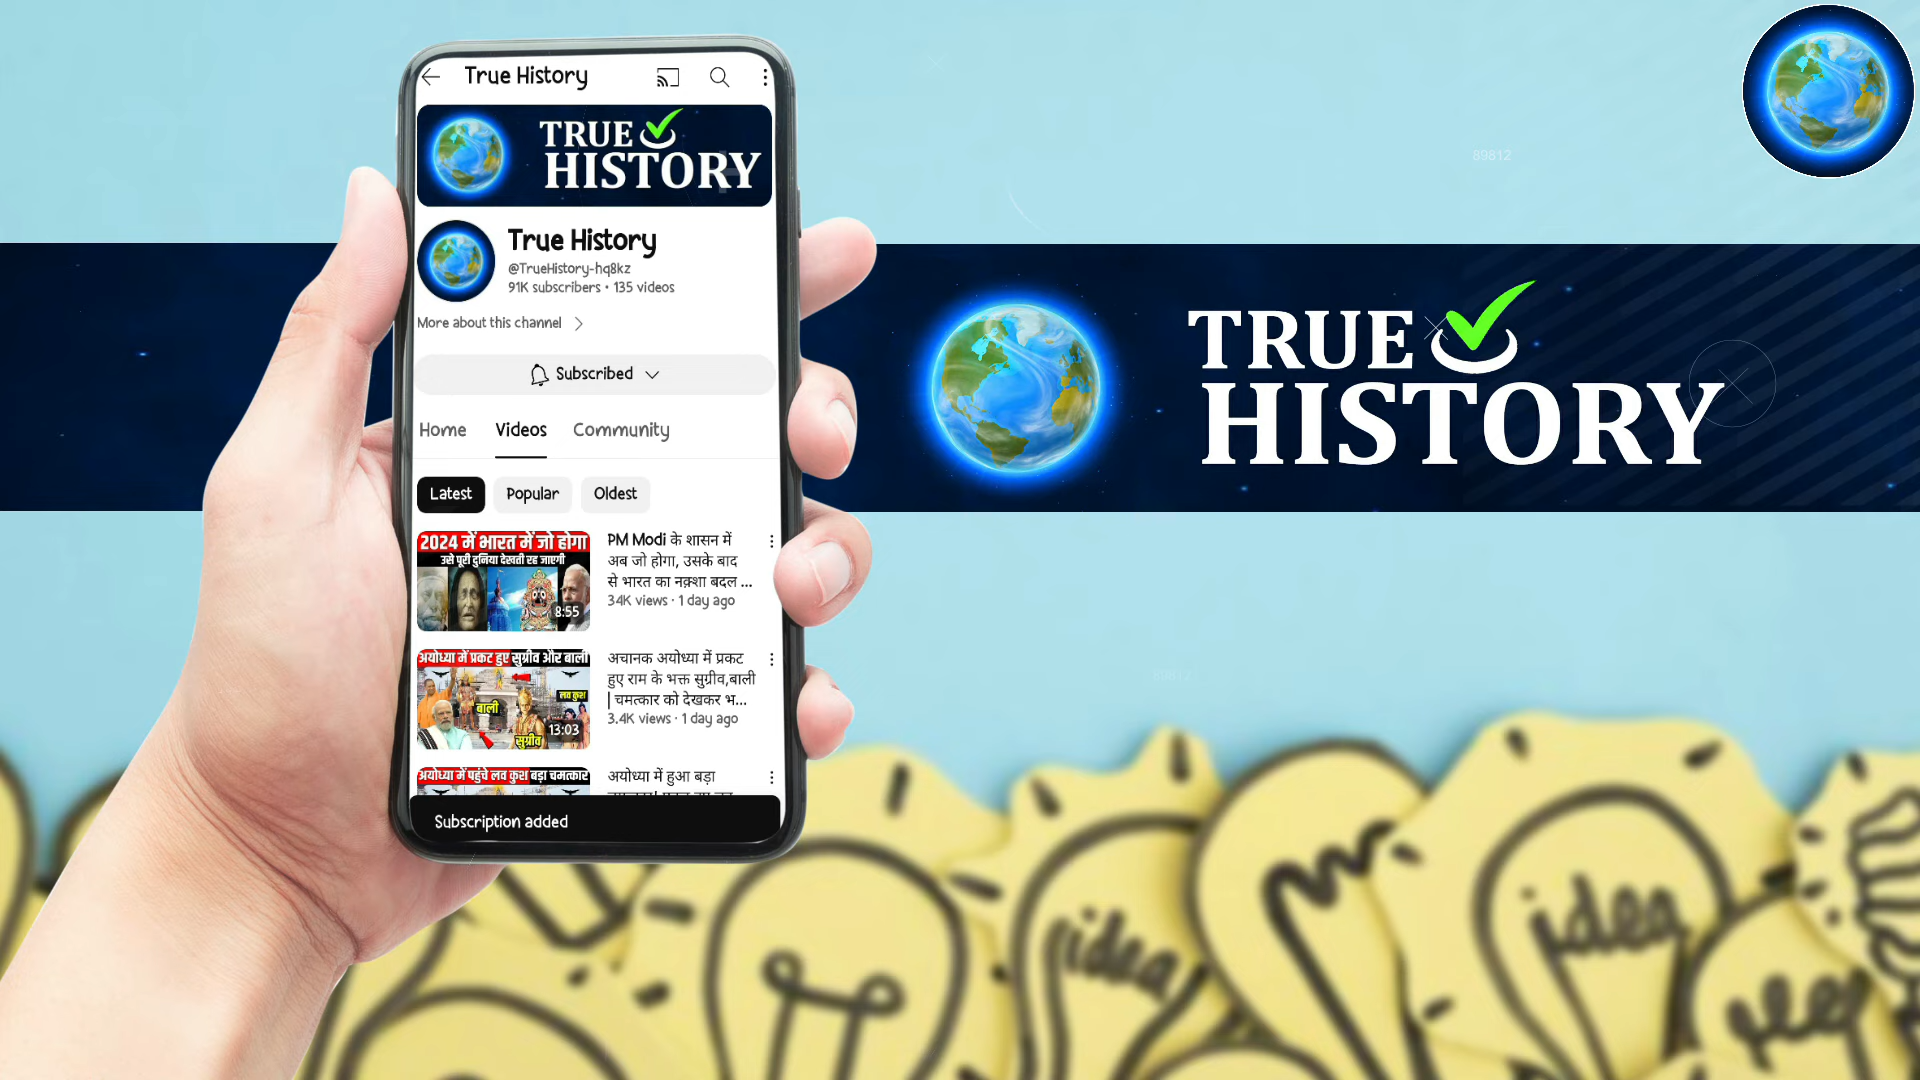 True History
TRUE
HISTORY
True History
@TrueHistory-hq8kz
91K subscribers • 135 videos
More about this channel
Subscribed
Home Videos Community
Latest Popular Oldest
2024 में भारत में जो होगा
उसे पूरी दुनिया देखती रह जाएगी
8:55
PM Modi के शासन में
अब जो होगा, उसके बाद
से भारत का नक़्शा बदल ...
34K views · 1 day ago
अयोध्या में प्रकट हुए सुग्रीव और बाली
लव कुश
बाली
सुग्रीव
13:03
अचानक अयोध्या में प्रकट
हुए राम के भक्त सुग्रीव,बाली
| चमत्कार को देखकर भ...
3.4K views · 1 day ago
अयोध्या में पहुंचे लव कुश बड़ा चमत्कार
अयोध्या में हुआ बड़ा
Subscription added
TRUE
HISTORY
89812
89812
idea
idea